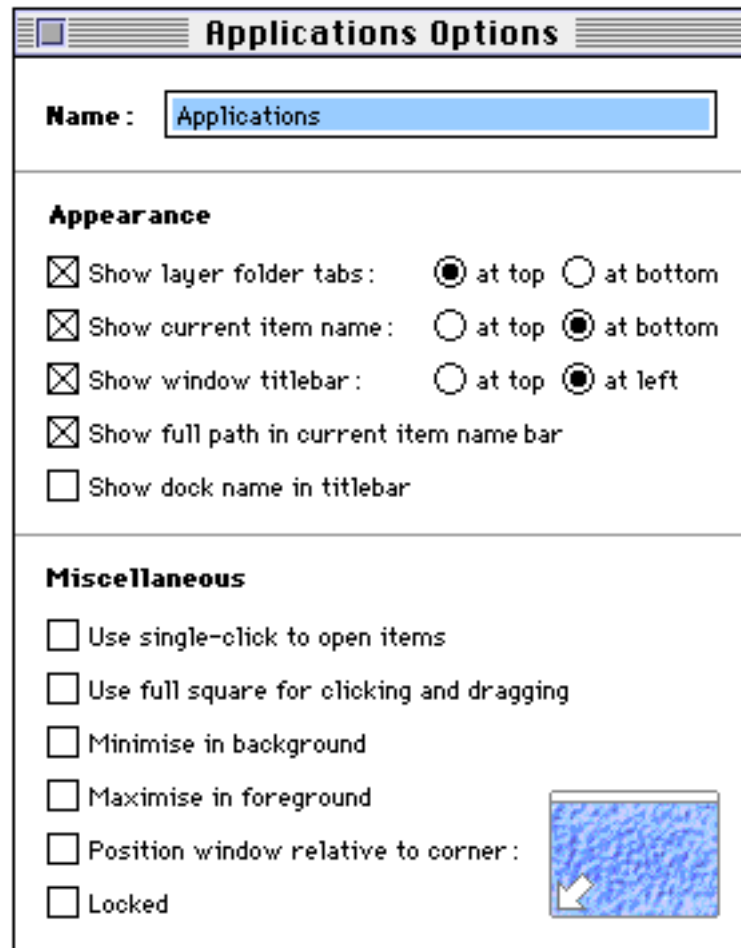 Applications Options
Name: Applications
Appearance
Show layer folder tabs: at top at bottom
Show current item name: at top at bottom
Show window titlebar: at top at left
Show full path in current item name bar
Show dock name in titlebar
Miscellaneous
Use single-click to open items
Use full square for clicking and dragging
Minimise in background
Maximise in foreground
Position window relative to corner:
Locked